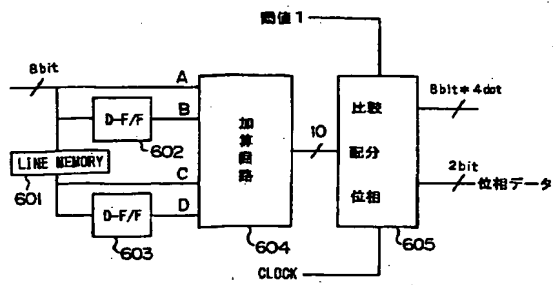 閾値1
8bit
A
B
D-F/F
602
LINE MEMORY
601
C
D
D-F/F
603
加算回路
604
10
比較
配分
位相
605
8bit*4dot
2bit
位相データ
CLOCK